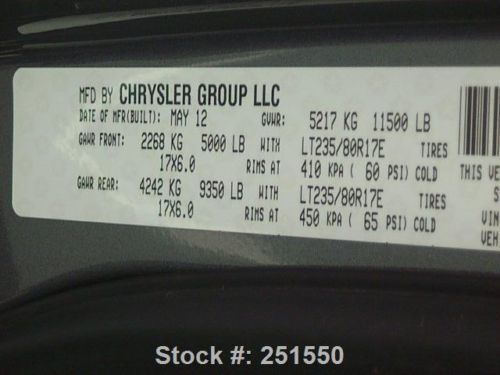 MFD BY CHRYSLER GROUP LLC
DATE OF MFR(BUILT): MAY 12 GVWR: 5217 KG 11500 LB
GAWR FRONT: 2268 KG 5000 LB WITH LT235/80R17E TIRES
17X6.0 RIMS AT 410 KPA ( 60 PSI) COLD THIS VE
GAWR REAR: 4242 KG 9350 LB WITH LT235/80R17E TIRES
17X6.0 RIMS AT 450 KPA ( 65 PSI) COLD VIN:
VEH
Stock #: 251550